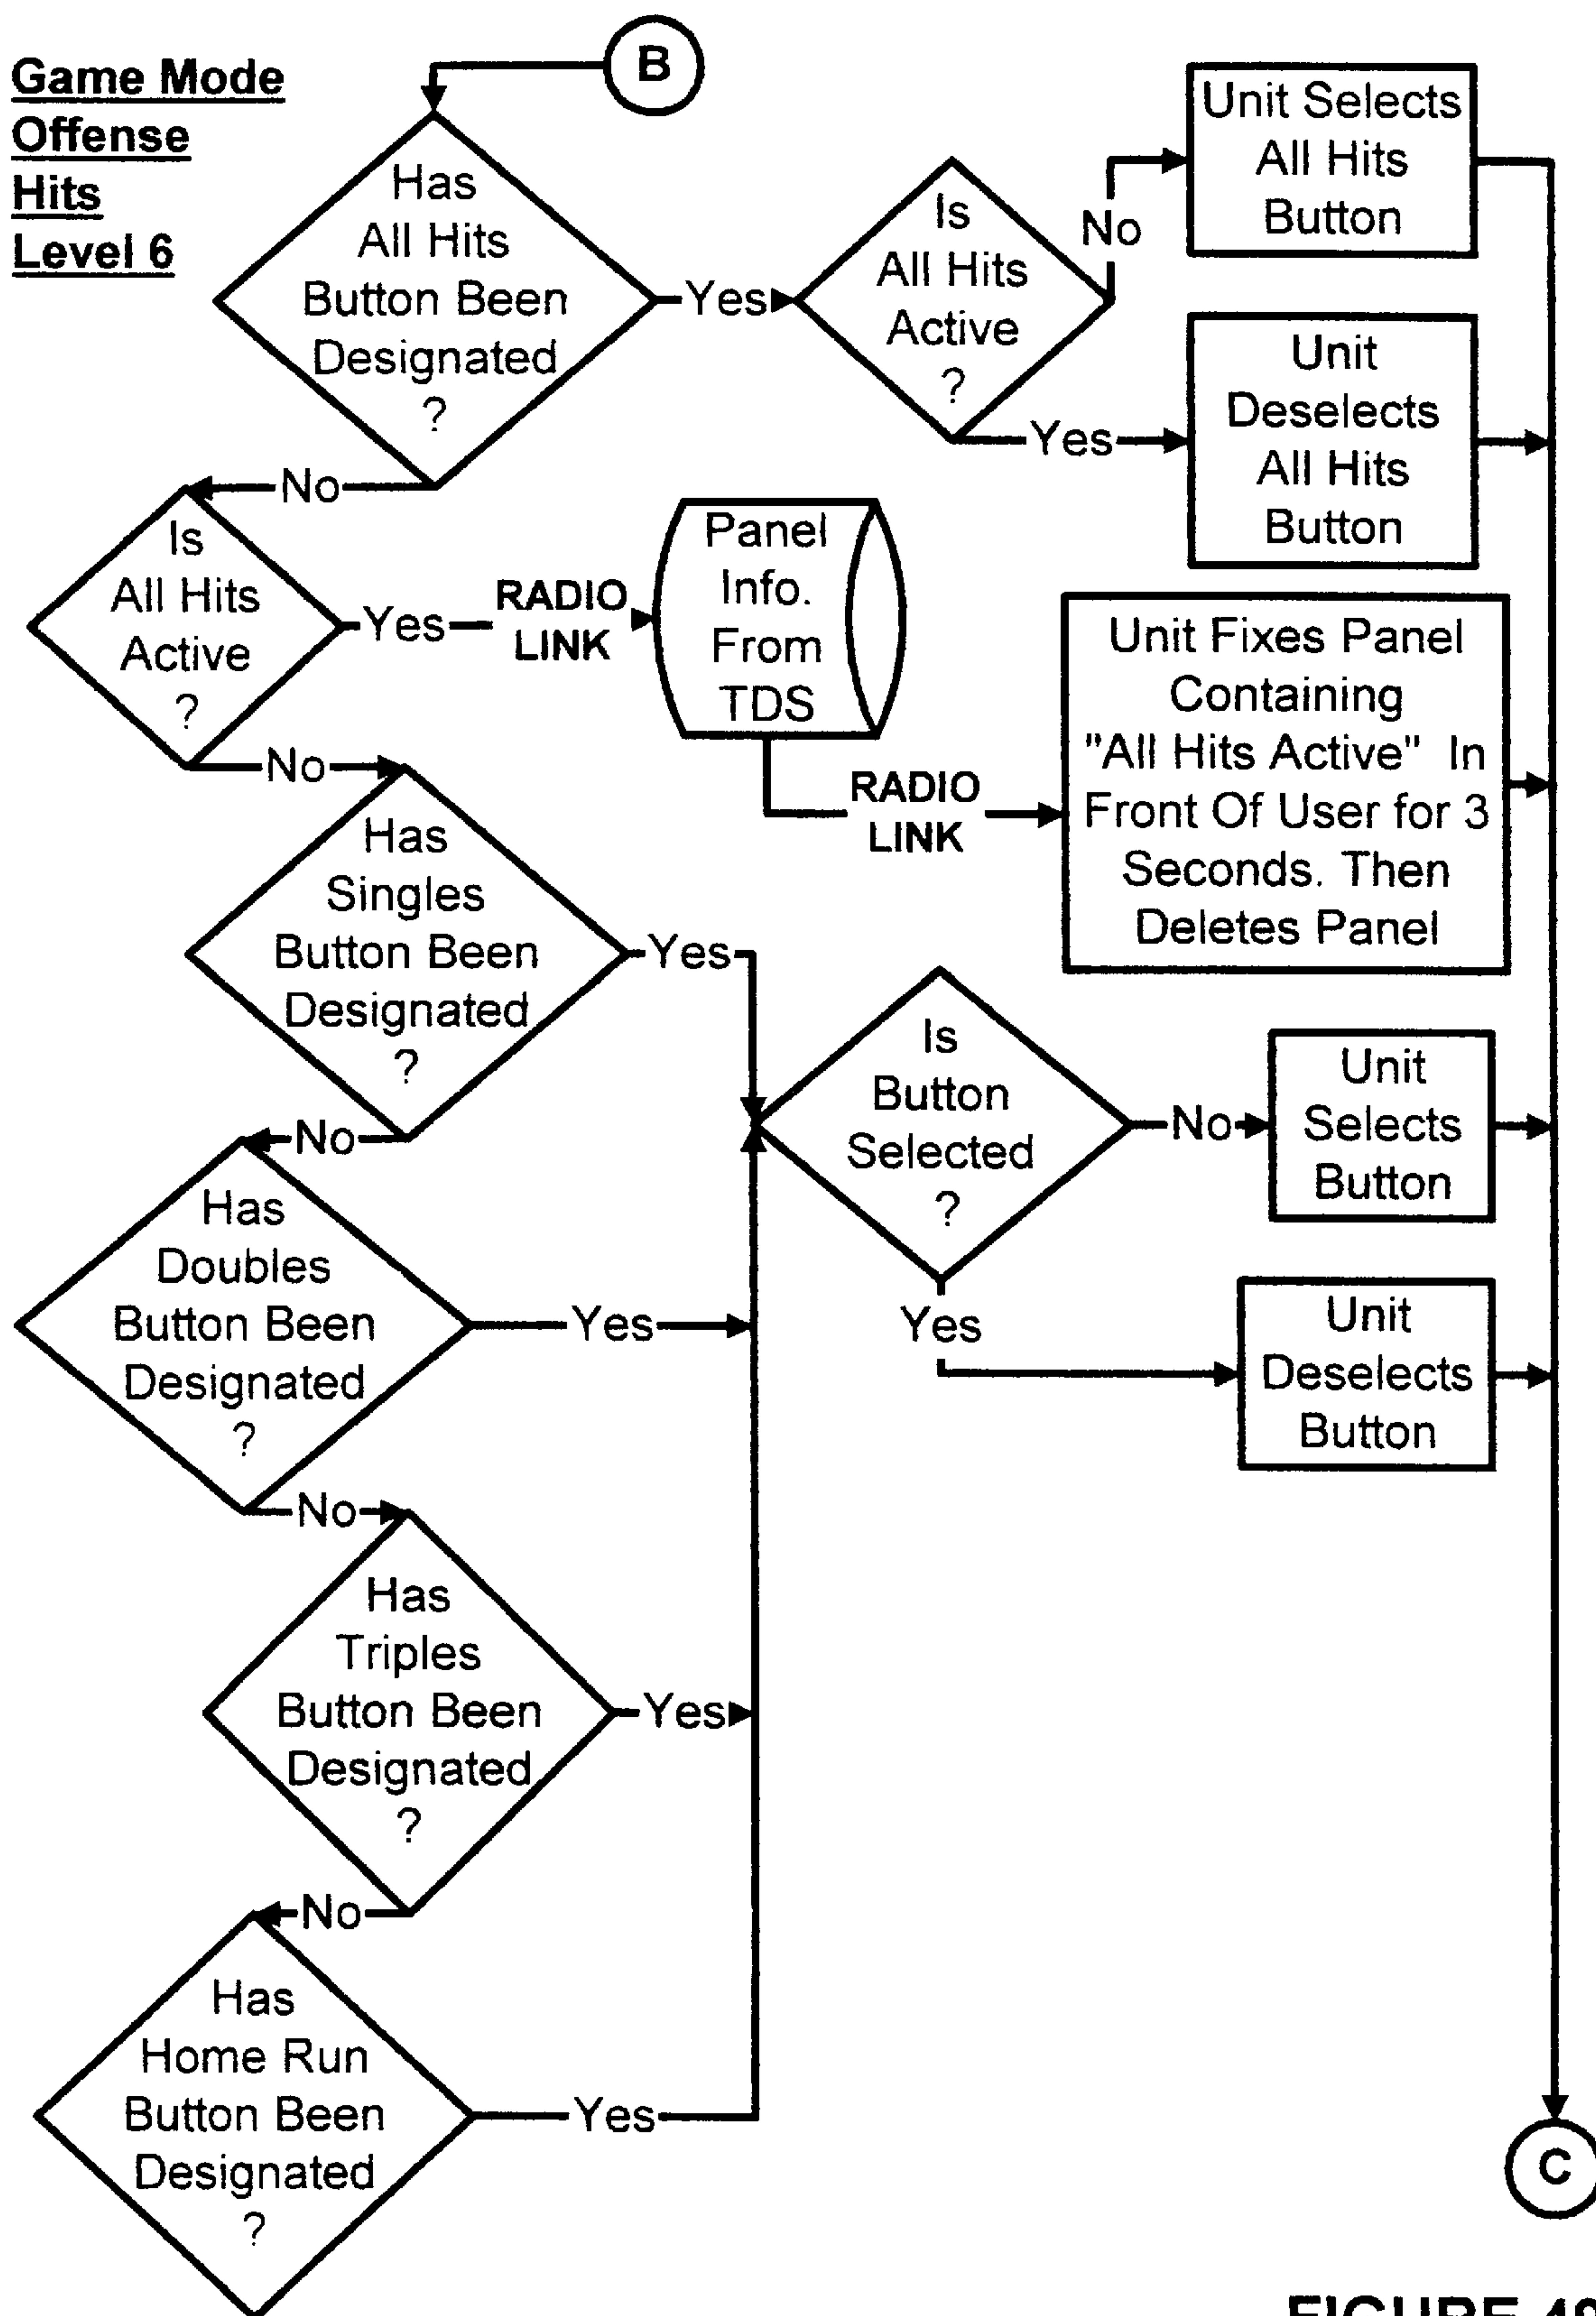 Game Mode
Offense
Hits
Level 6
B
Has
All Hits
Button Been
Designated
?
Yes
Is
All Hits
Active
?
No
Unit Selects
All Hits
Button
Yes
Unit
Deselects
All Hits
Button
No
Is
All Hits
Active
?
Yes
RADIO
LINK
Panel
Info.
From
TDS
RADIO
LINK
Unit Fixes Panel
Containing
"All Hits Active" In
Front Of User for 3
Seconds. Then
Deletes Panel
No
Has
Singles
Button Been
Designated
?
Yes
Is
Button
Selected
?
No
Unit
Selects
Button
Yes
Unit
Deselects
Button
No
Has
Doubles
Button Been
Designated
?
Yes
No
Has
Triples
Button Been
Designated
?
Yes
No
Has
Home Run
Button Been
Designated
?
Yes
C